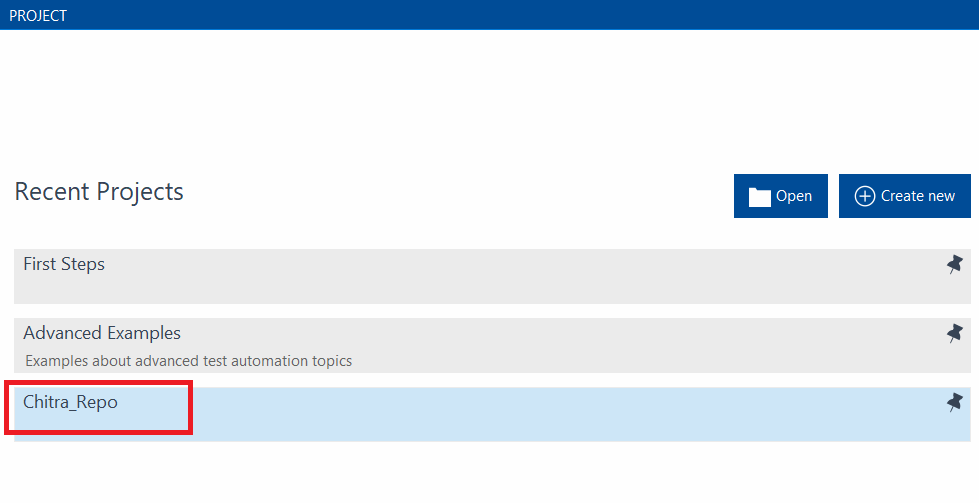 PROJECT
Recent Projects
Open
Create new
First Steps
Advanced Examples
Examples about advanced test automation topics
Chitra_Repo